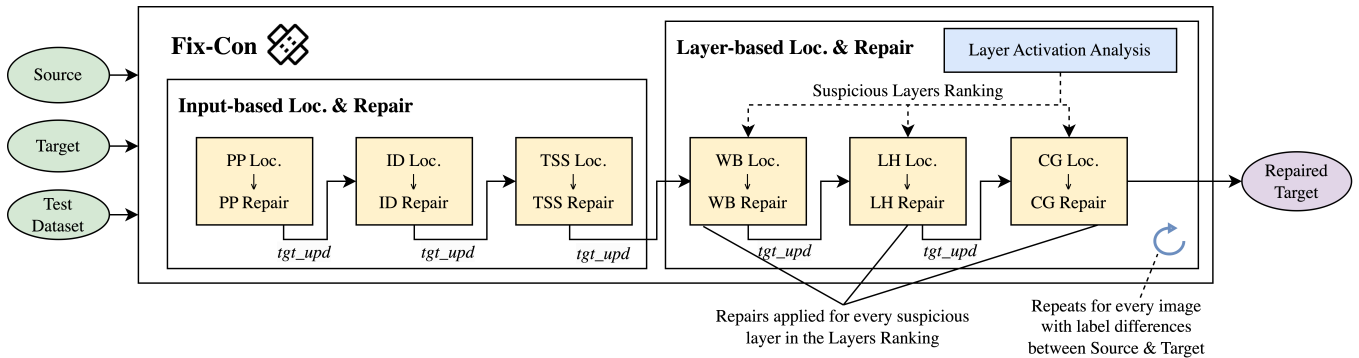 Fix-Con
Layer-based Loc. & Repair
Layer Activation Analysis
Source
Suspicious Layers Ranking
Input-based Loc. & Repair
Target
PP Loc.
↓
PP Repair
ID Loc.
↓
ID Repair
TSS Loc.
↓
TSS Repair
WB Loc.
↓
WB Repair
LH Loc.
↓
LH Repair
CG Loc.
↓
CG Repair
Repaired
Target
Test
Dataset
tgt_upd
tgt_upd
tgt_upd
tgt_upd
tgt_upd
Repairs applied for every suspicious
layer in the Layers Ranking
Repeats for every image
with label differences
between Source & Target